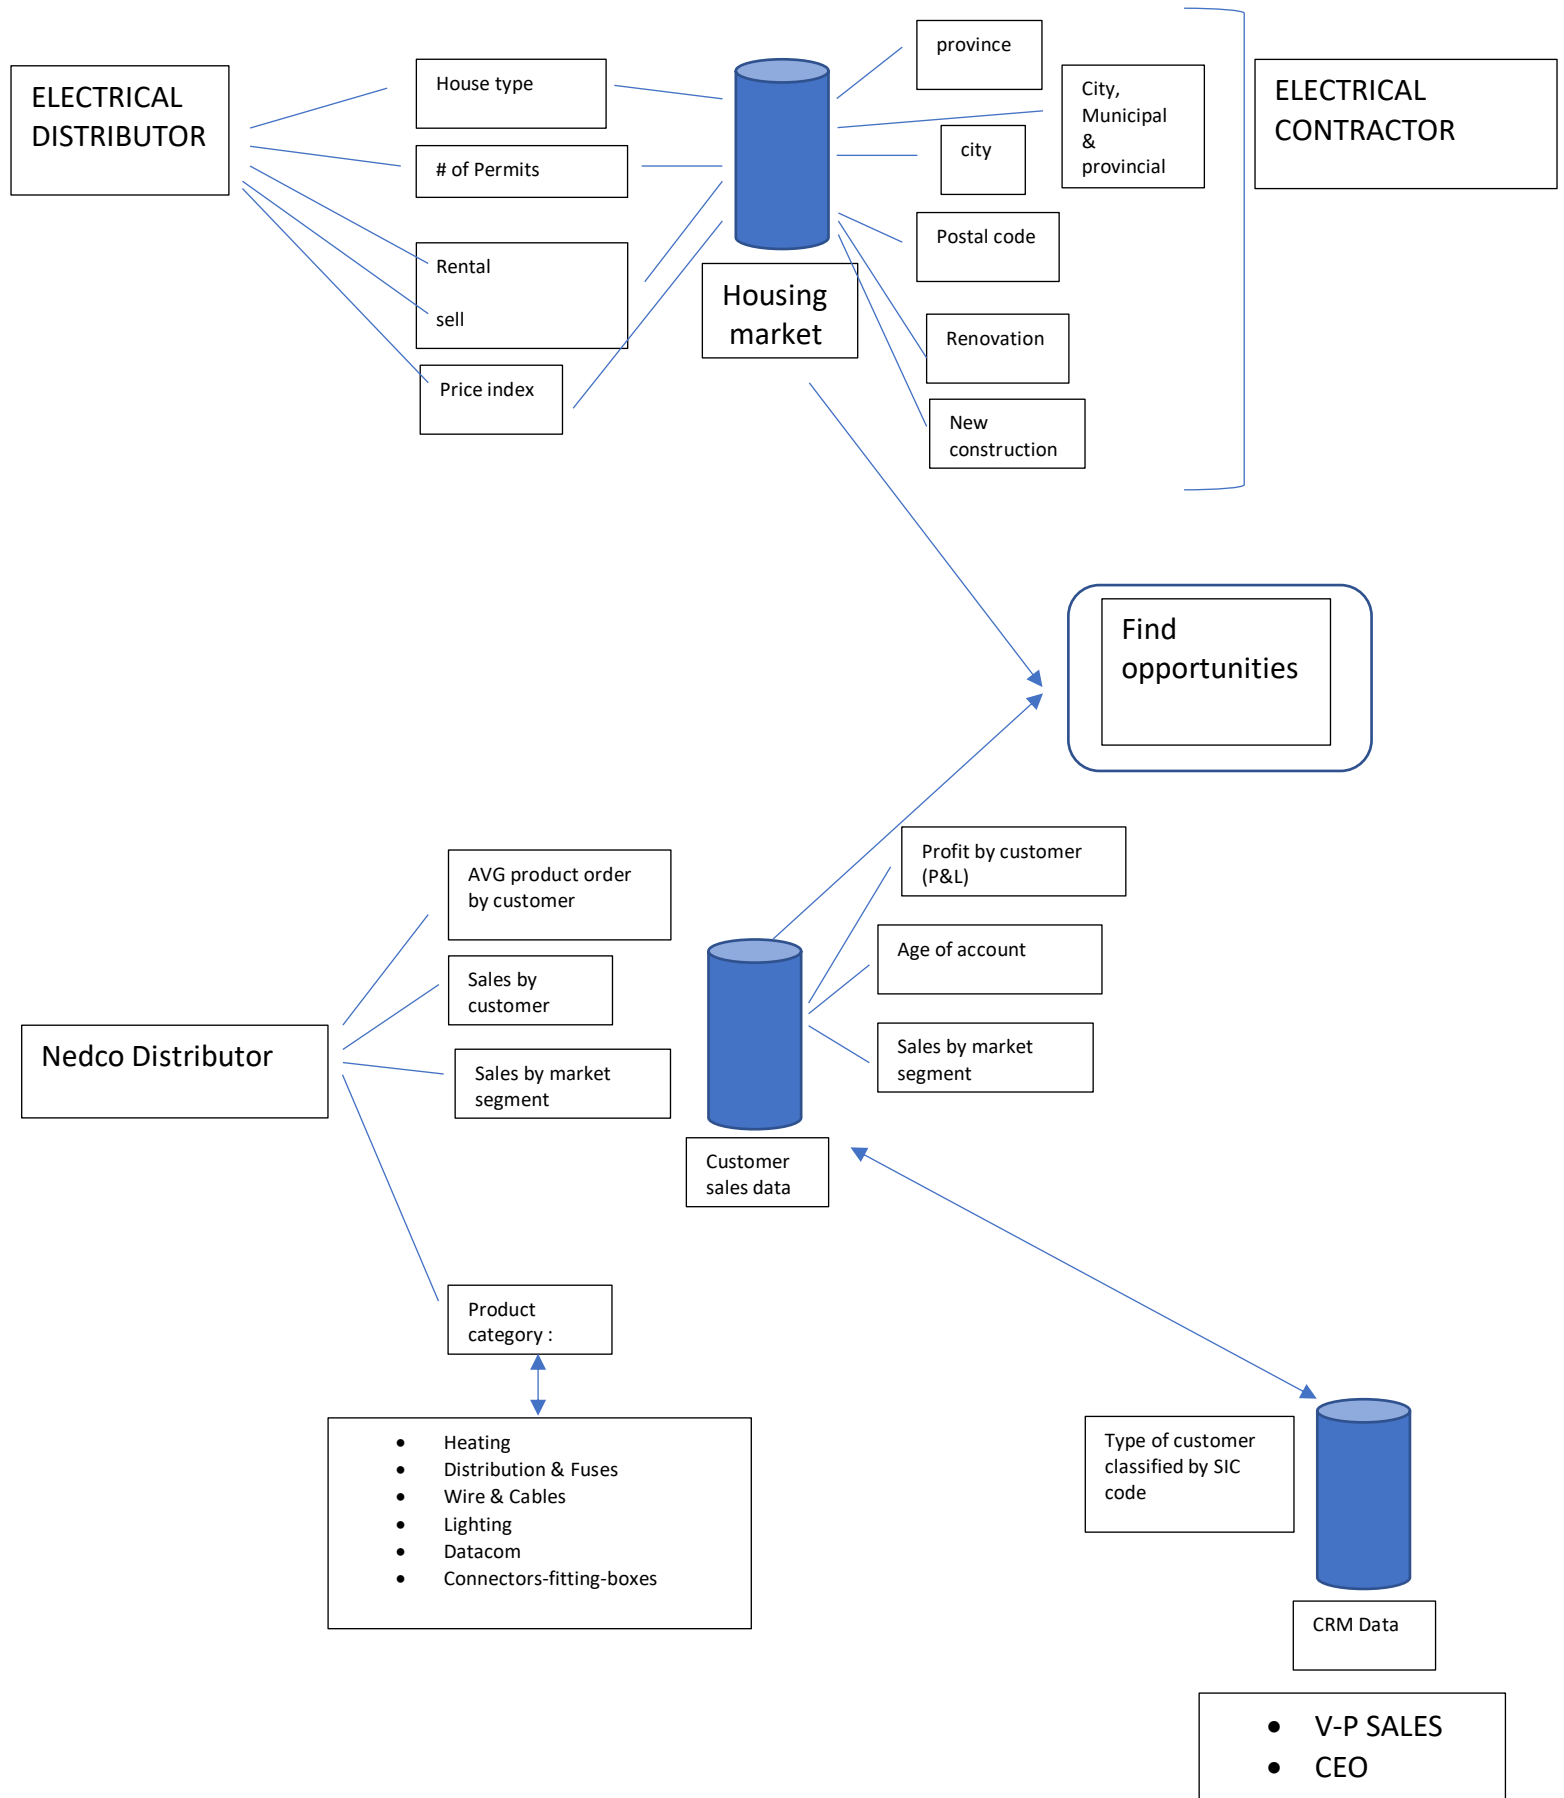 ELECTRICAL
DISTRIBUTOR
House type
# of Permits
Rental
sell
Price index
Housing
market
province
City,
Municipal
&
provincial
city
Postal code
Renovation
New
construction
ELECTRICAL
CONTRACTOR
Find
opportunities
Nedco Distributor
AVG product order
by customer
Sales by
customer
Sales by market
segment
Product
category :
• Heating
• Distribution & Fuses
• Wire & Cables
• Lighting
• Datacom
• Connectors-fitting-boxes
Customer
sales data
Profit by customer
(P&L)
Age of account
Sales by market
segment
Type of customer
classified by SIC
code
CRM Data
• V-P SALES
• CEO